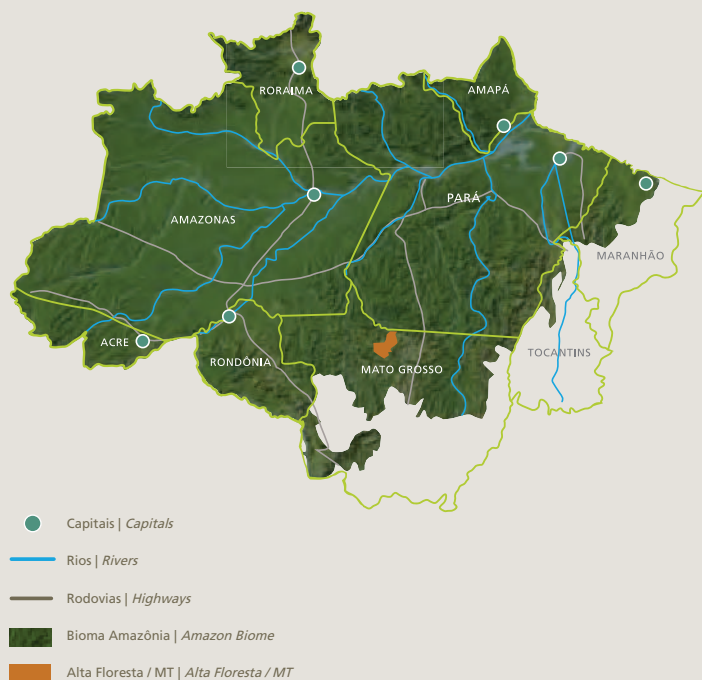 RORAIMA
AMAPÁ
PARÁ
AMAZONAS
MARANHÃO
ACRE
RONDÔNIA
MATO GROSSO
TOCANTINS
Capitais | Capitals
Rios | Rivers
Rodovias | Highways
Bioma Amazônia | Amazon Biome
Alta Floresta / MT | Alta Floresta / MT